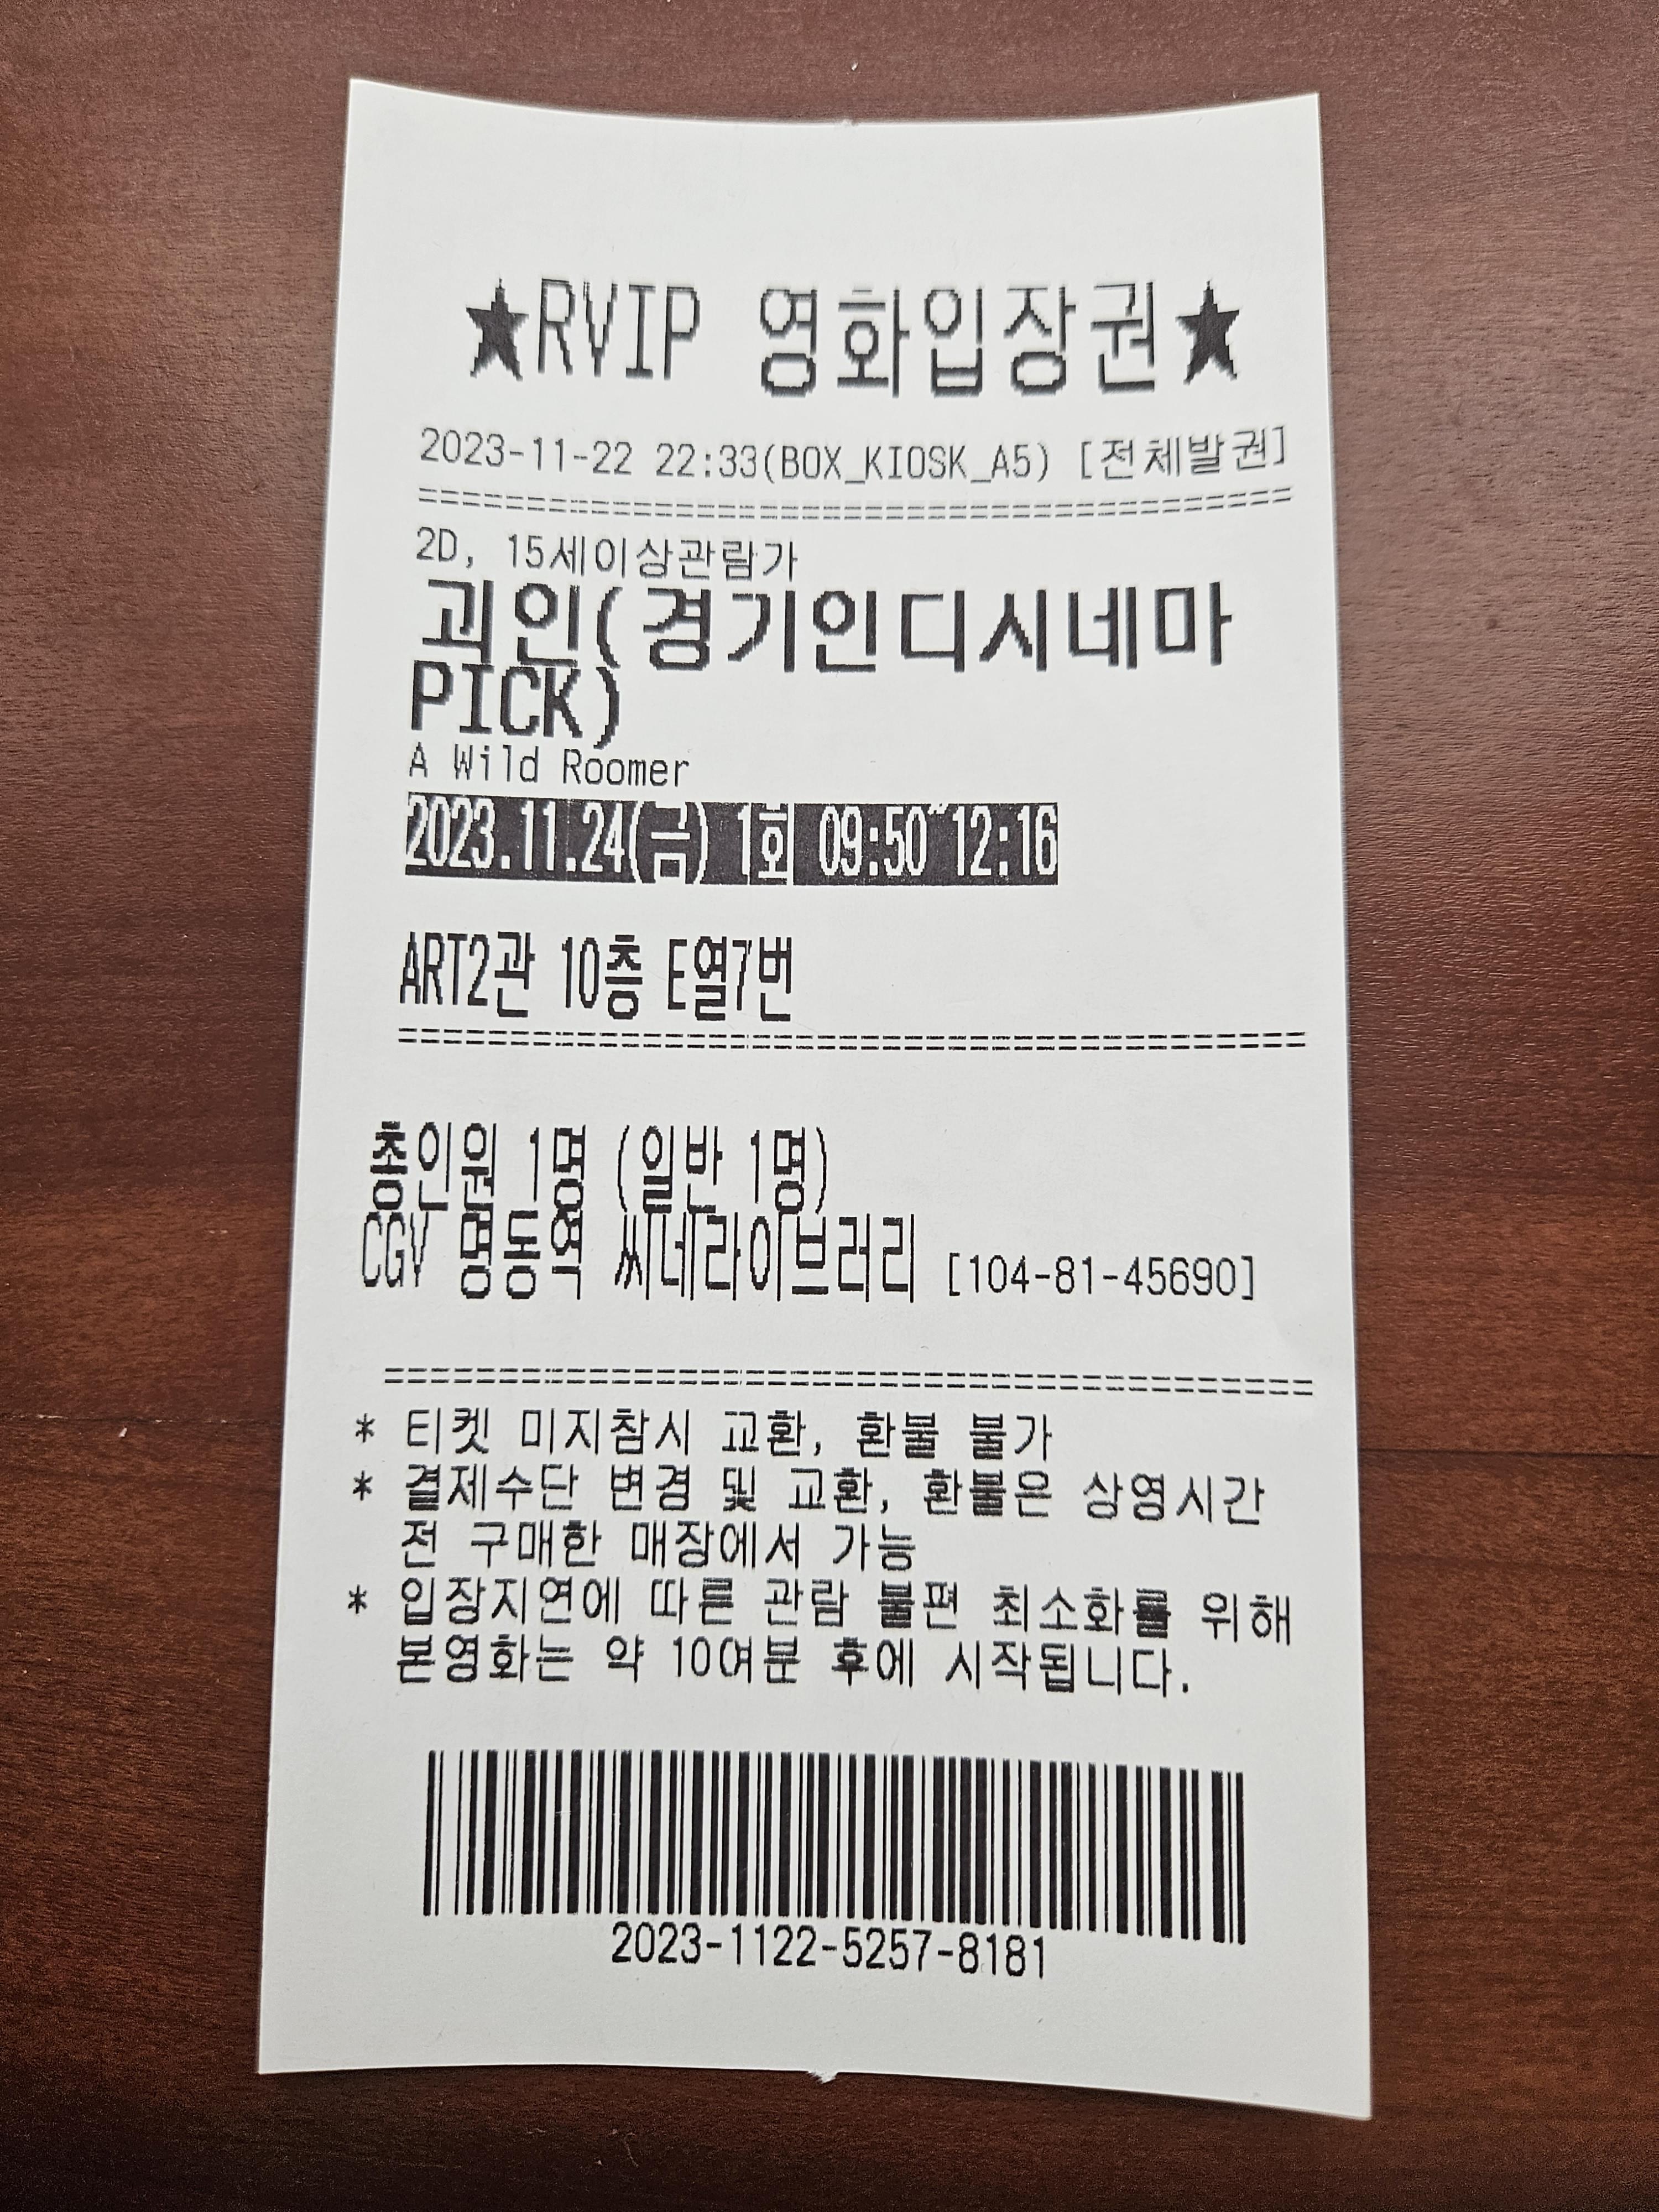 ★RVIP 영화입장권★
2023-11-22 22:33(BOX_KIOSK_A5) [전체발권]
=======================================
2D, 15세이상관람가
괴인(경기인디시네마
PICK)
A Wild Roomer
2023.11.24(금) 1회 09:50~12:16
ART2관 10층 E열7번
=======================================
총인원 1명 (일반 1명)
CGV 명동역 씨네라이브러리 [104-81-45690]
=======================================
* 티켓 미지참시 교환, 환불 불가
* 결제수단 변경 및 교환, 환불은 상영시간
전 구매한 매장에서 가능
* 입장지연에 따른 관람 불편 최소화를 위해
본영화는 약 10여분 후에 시작됩니다.
2023-1122-5257-8181